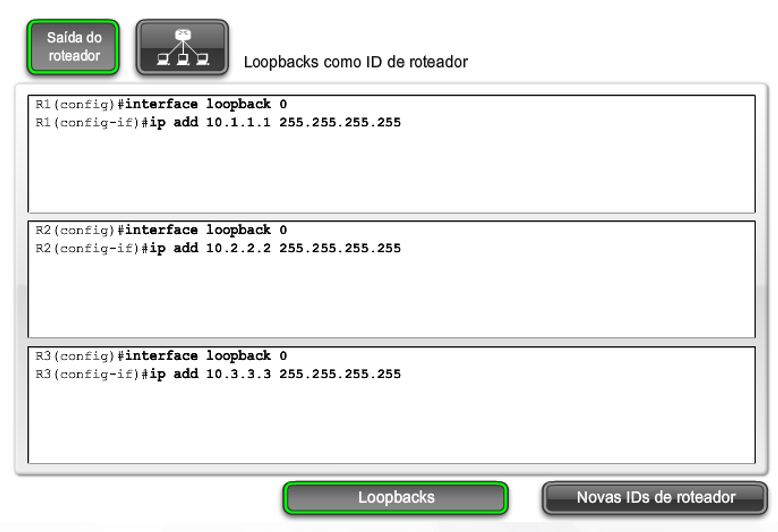 Saída do
roteador
Loopbacks como ID de roteador
R1(config)#interface loopback 0
R1(config-if)#ip add 10.1.1.1 255.255.255.255
R2(config)#interface loopback 0
R2(config-if)#ip add 10.2.2.2 255.255.255.255
R3(config)#interface loopback 0
R3(config-if)#ip add 10.3.3.3 255.255.255.255
Loopbacks
Novas IDs de roteador